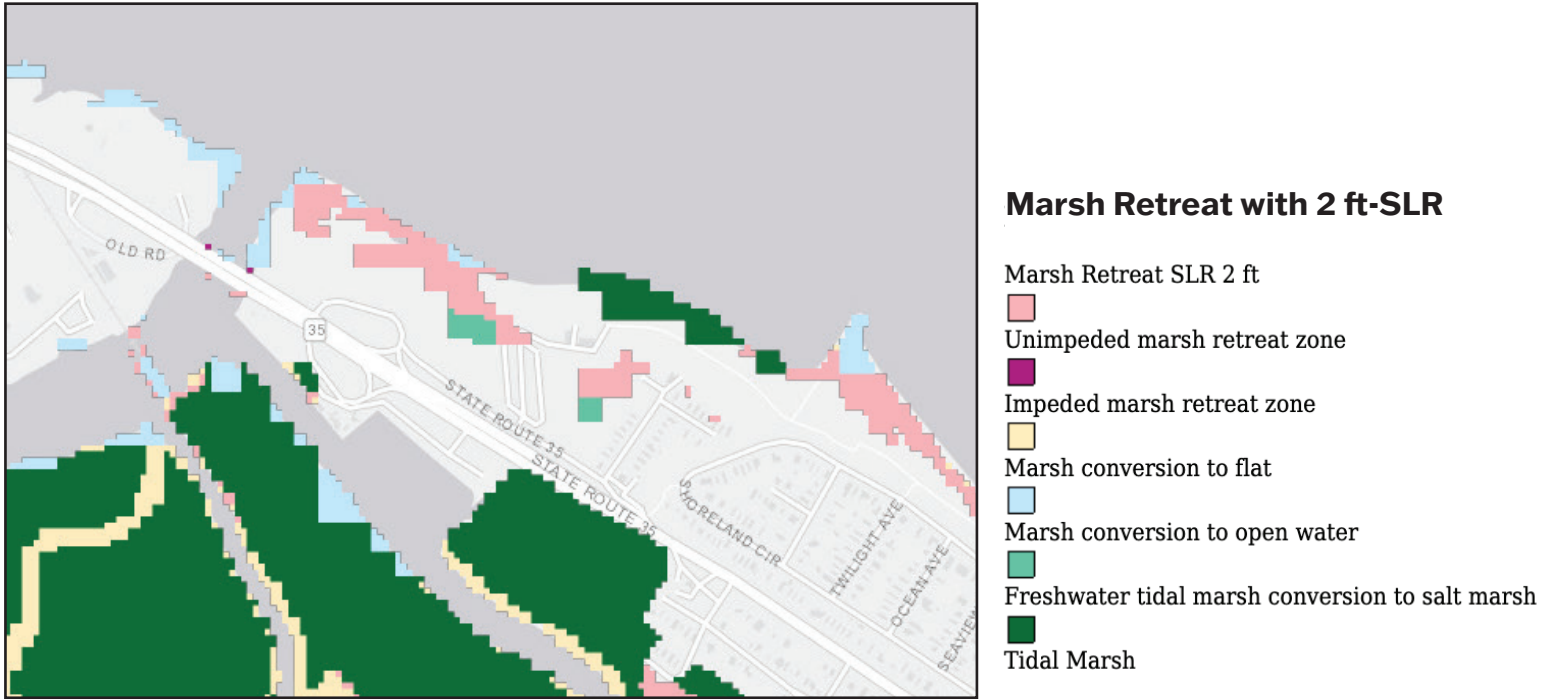 Marsh Retreat with 2 ft-SLR
Marsh Retreat SLR 2 ft
Unimpeded marsh retreat zone
Impeded marsh retreat zone
Marsh conversion to flat
Marsh conversion to open water
Freshwater tidal marsh conversion to salt marsh
Tidal Marsh
OLD RD
35
STATE ROUTE 35
STATE ROUTE 35
SHORELAND CIR
TWILIGHT AVE
OCEAN AVE
SEAVIEW